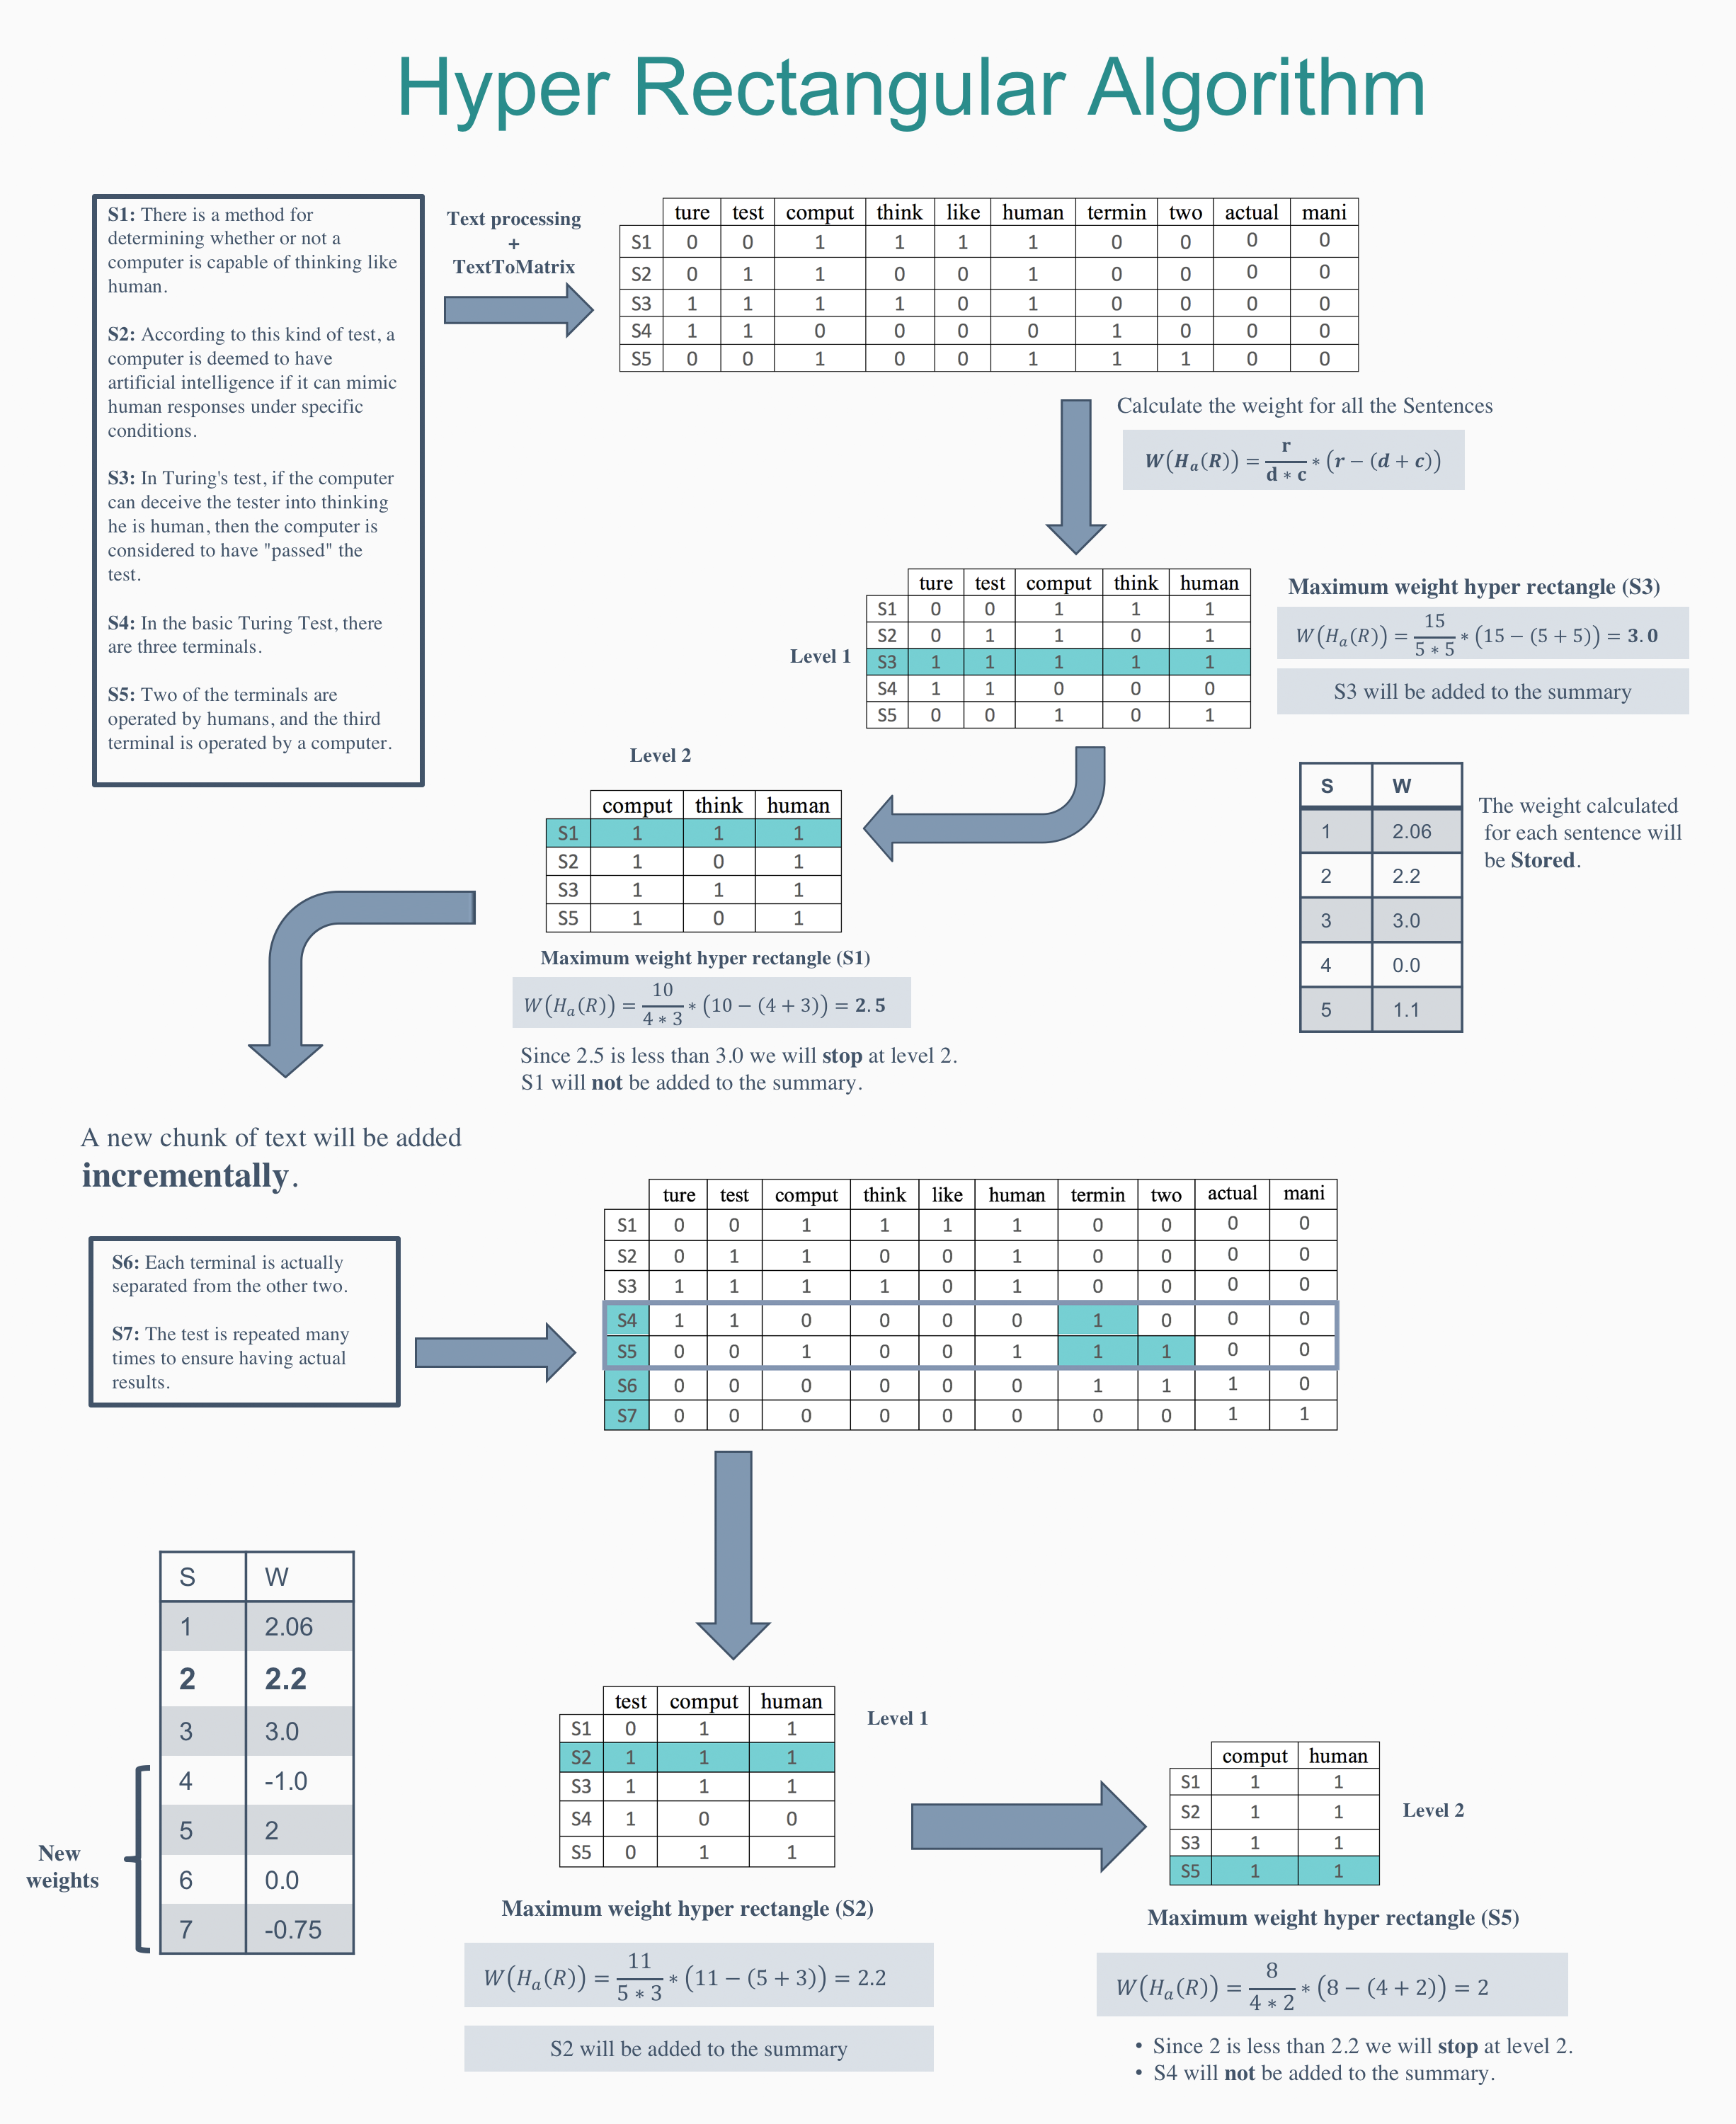 Hyper Rectangular Algorithm
S1: There is a method for
determining whether or not a
computer is capable of thinking like
human.
S2: According to this kind of test, a
computer is deemed to have
artificial intelligence if it can mimic
human responses under specific
conditions.
S3: In Turing's test, if the computer
can deceive the tester into thinking
he is human, then the computer is
considered to have "passed" the
test.
S4: In the basic Turing Test, there
are three terminals.
S5: Two of the terminals are
operated by humans, and the third
terminal is operated by a computer.
Text processing
+
TextToMatrix
ture test comput think like human termin two actual mani
S1 0 0 1 1 1 1 0 0 0 0
S2 0 1 1 0 0 1 0 0 0 0
S3 1 1 1 1 0 1 0 0 0 0
S4 1 1 0 0 0 0 1 0 0 0
S5 0 0 1 0 0 1 1 1 0 0
Calculate the weight for all the Sentences
W(Hₐ(R)) = r / d * c * (r − (d + c))
Level 1
ture test comput think human
S1 0 0 1 1 1
S2 0 1 1 0 1
S3 1 1 1 1 1
S4 1 1 0 0 0
S5 0 0 1 0 1
Maximum weight hyper rectangle (S3)
W(Hₐ(R)) = 15 / 5 * 5 * (15 − (5 + 5)) = 3.0
S3 will be added to the summary
S W
1 2.06
2 2.2
3 3.0
4 0.0
5 1.1
The weight calculated
for each sentence will
be Stored.
Level 2
comput think human
S1 1 1 1
S2 1 0 1
S3 1 1 1
S5 1 0 1
Maximum weight hyper rectangle (S1)
W(Hₐ(R)) = 10 / 4 * 3 * (10 − (4 + 3)) = 2.5
Since 2.5 is less than 3.0 we will stop at level 2.
S1 will not be added to the summary.
A new chunk of text will be added
incrementally.
S6: Each terminal is actually
separated from the other two.
S7: The test is repeated many
times to ensure having actual
results.
ture test comput think like human termin two actual mani
S1 0 0 1 1 1 1 0 0 0 0
S2 0 1 1 0 0 1 0 0 0 0
S3 1 1 1 1 0 1 0 0 0 0
S4 1 1 0 0 0 0 1 0 0 0
S5 0 0 1 0 0 1 1 1 0 0
S6 0 0 0 0 0 0 1 1 1 0
S7 0 0 0 0 0 0 0 0 1 1
S W
1 2.06
2 2.2
3 3.0
4 -1.0
5 2
6 0.0
7 -0.75
New
weights
Level 1
test comput human
S1 0 1 1
S2 1 1 1
S3 1 1 1
S4 1 0 0
S5 0 1 1
Maximum weight hyper rectangle (S2)
W(Hₐ(R)) = 11 / 5 * 3 * (11 − (5 + 3)) = 2.2
S2 will be added to the summary
Level 2
comput human
S1 1 1
S2 1 1
S3 1 1
S5 1 1
Maximum weight hyper rectangle (S5)
W(Hₐ(R)) = 8 / 4 * 2 * (8 − (4 + 2)) = 2
• Since 2 is less than 2.2 we will stop at level 2.
• S4 will not be added to the summary.